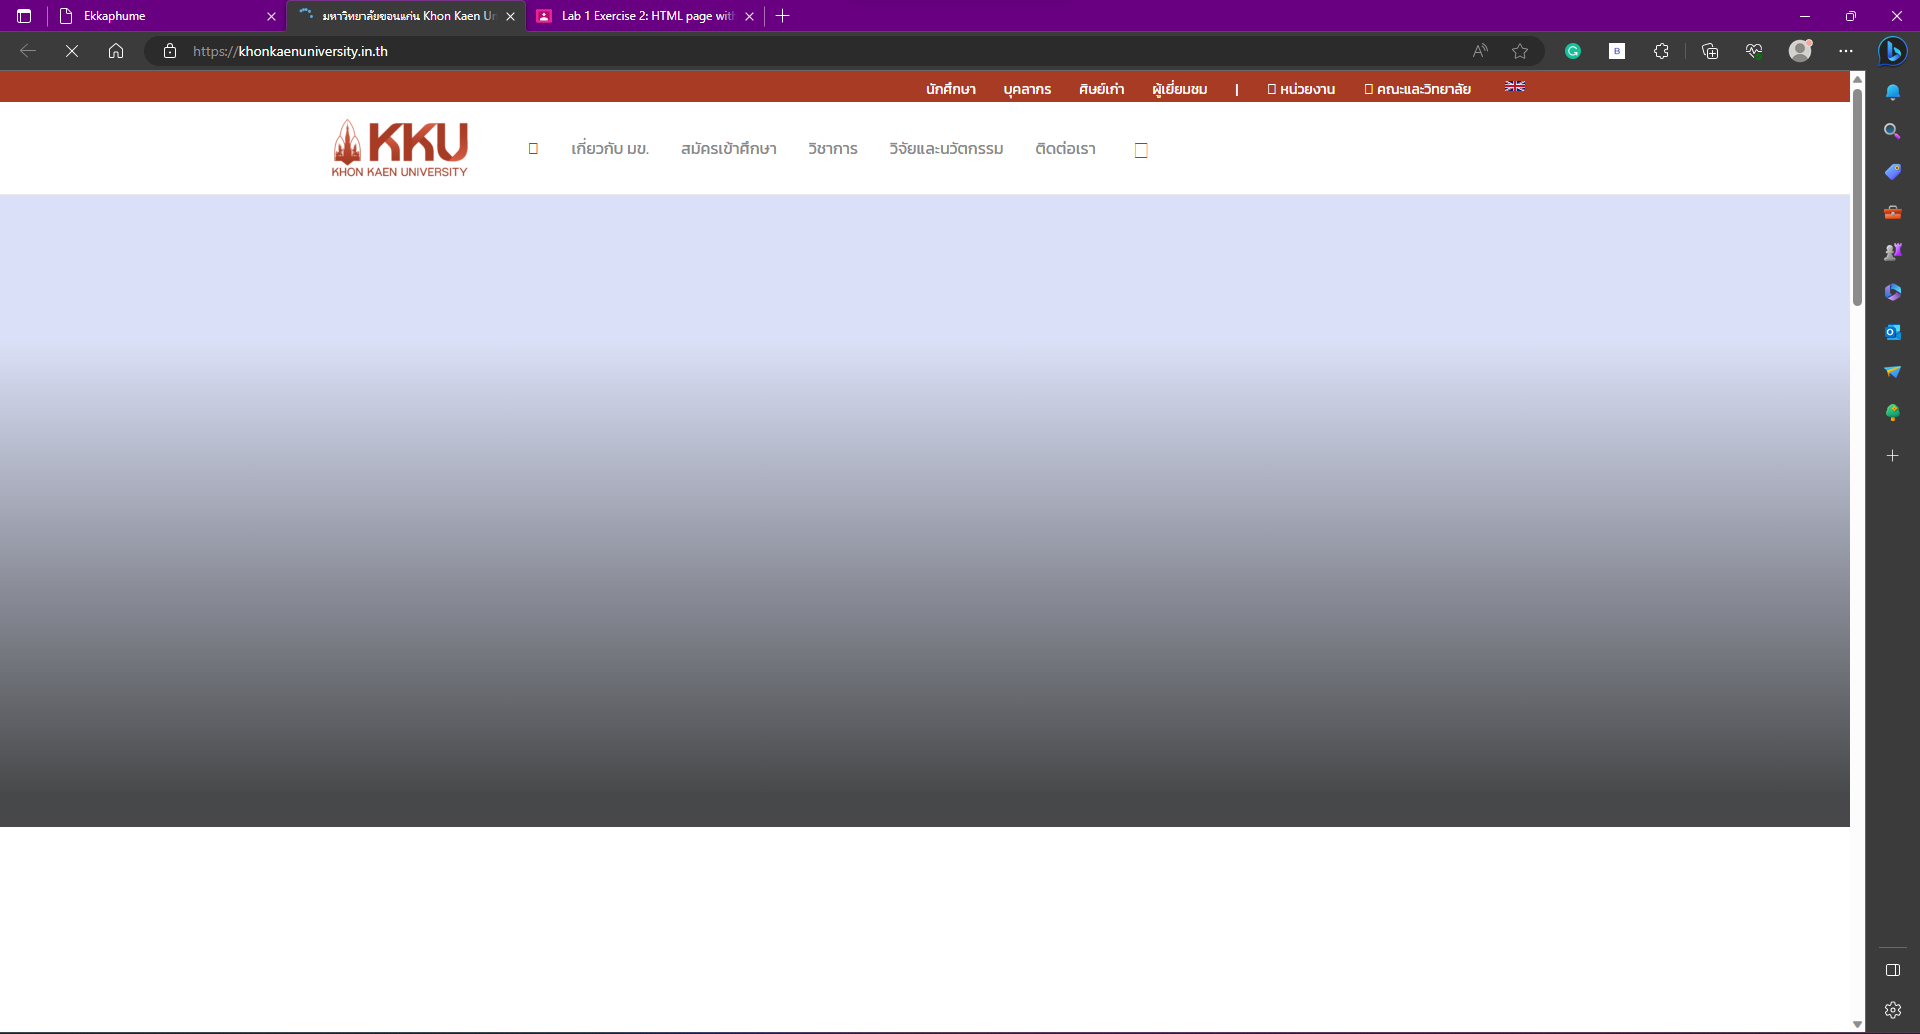 Ekkaphume
มหาวิทยาลัยขอนแก่น Khon Kaen Un
Lab 1 Exercise 2: HTML page with
https://khonkaenuniversity.in.th
นักศึกษา บุคลากร ศิษย์เก่า ผู้เยี่ยมชม | หน่วยงาน คณะและวิทยาลัย
KKU
KHON KAEN UNIVERSITY
เกี่ยวกับ มข. สมัครเข้าศึกษา วิชาการ วิจัยและนวัตกรรม ติดต่อเรา